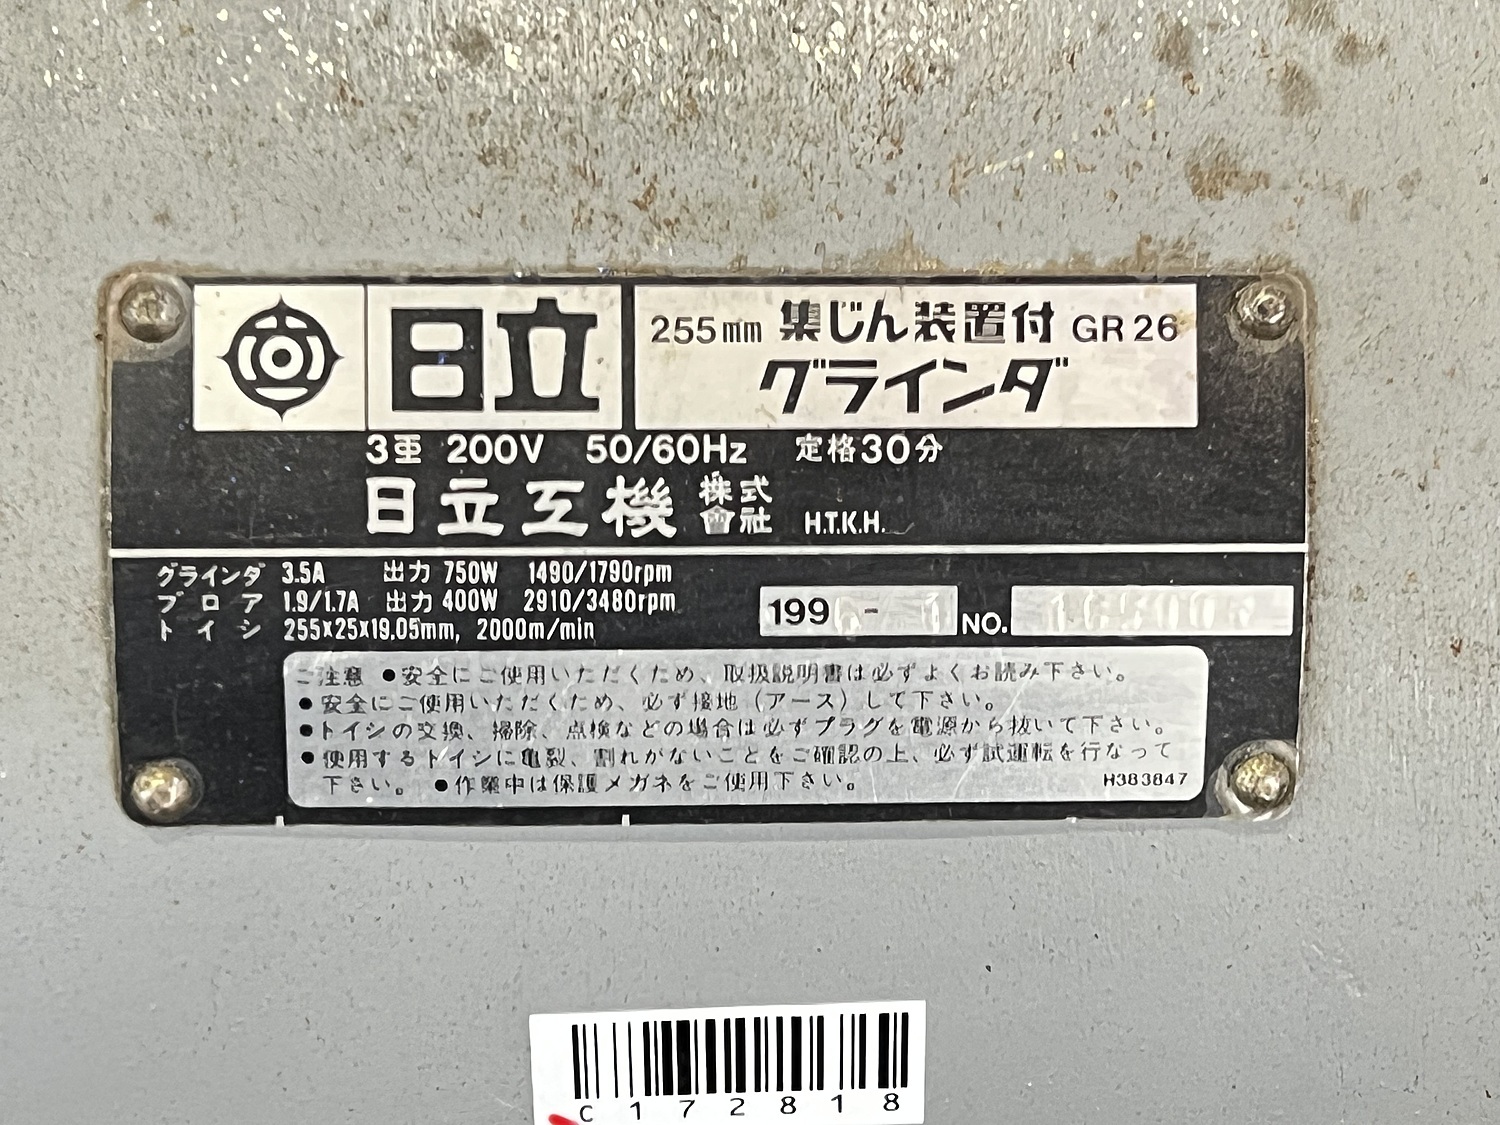 日立
255mm 集じん装置付 GR26
グラインダ
3亜 200V 50/60Hz 定格30分
日立工機 株式會社 H.T.K.H.
グラインダ 3.5A 出力 750W 1490/1790rpm
ブロア 1.9/1.7A 出力 400W 2910/3480rpm
トイシ 255x25x19.05mm, 2000m/min
199 - NO.
ご注意 ●安全にご使用いただくため、取扱説明書は必ずよくお読み下さい。
●安全にご使用いただくため、必ず接地(アース)して下さい。
●トイシの交換、掃除、点検などの場合は必ずプラグを電源から抜いて下さい。
●使用するトイシに亀裂、割れがないことをご確認の上、必ず試運転を行なって
下さい。 ●作業中は保護メガネをご使用下さい。 H383847
C172818